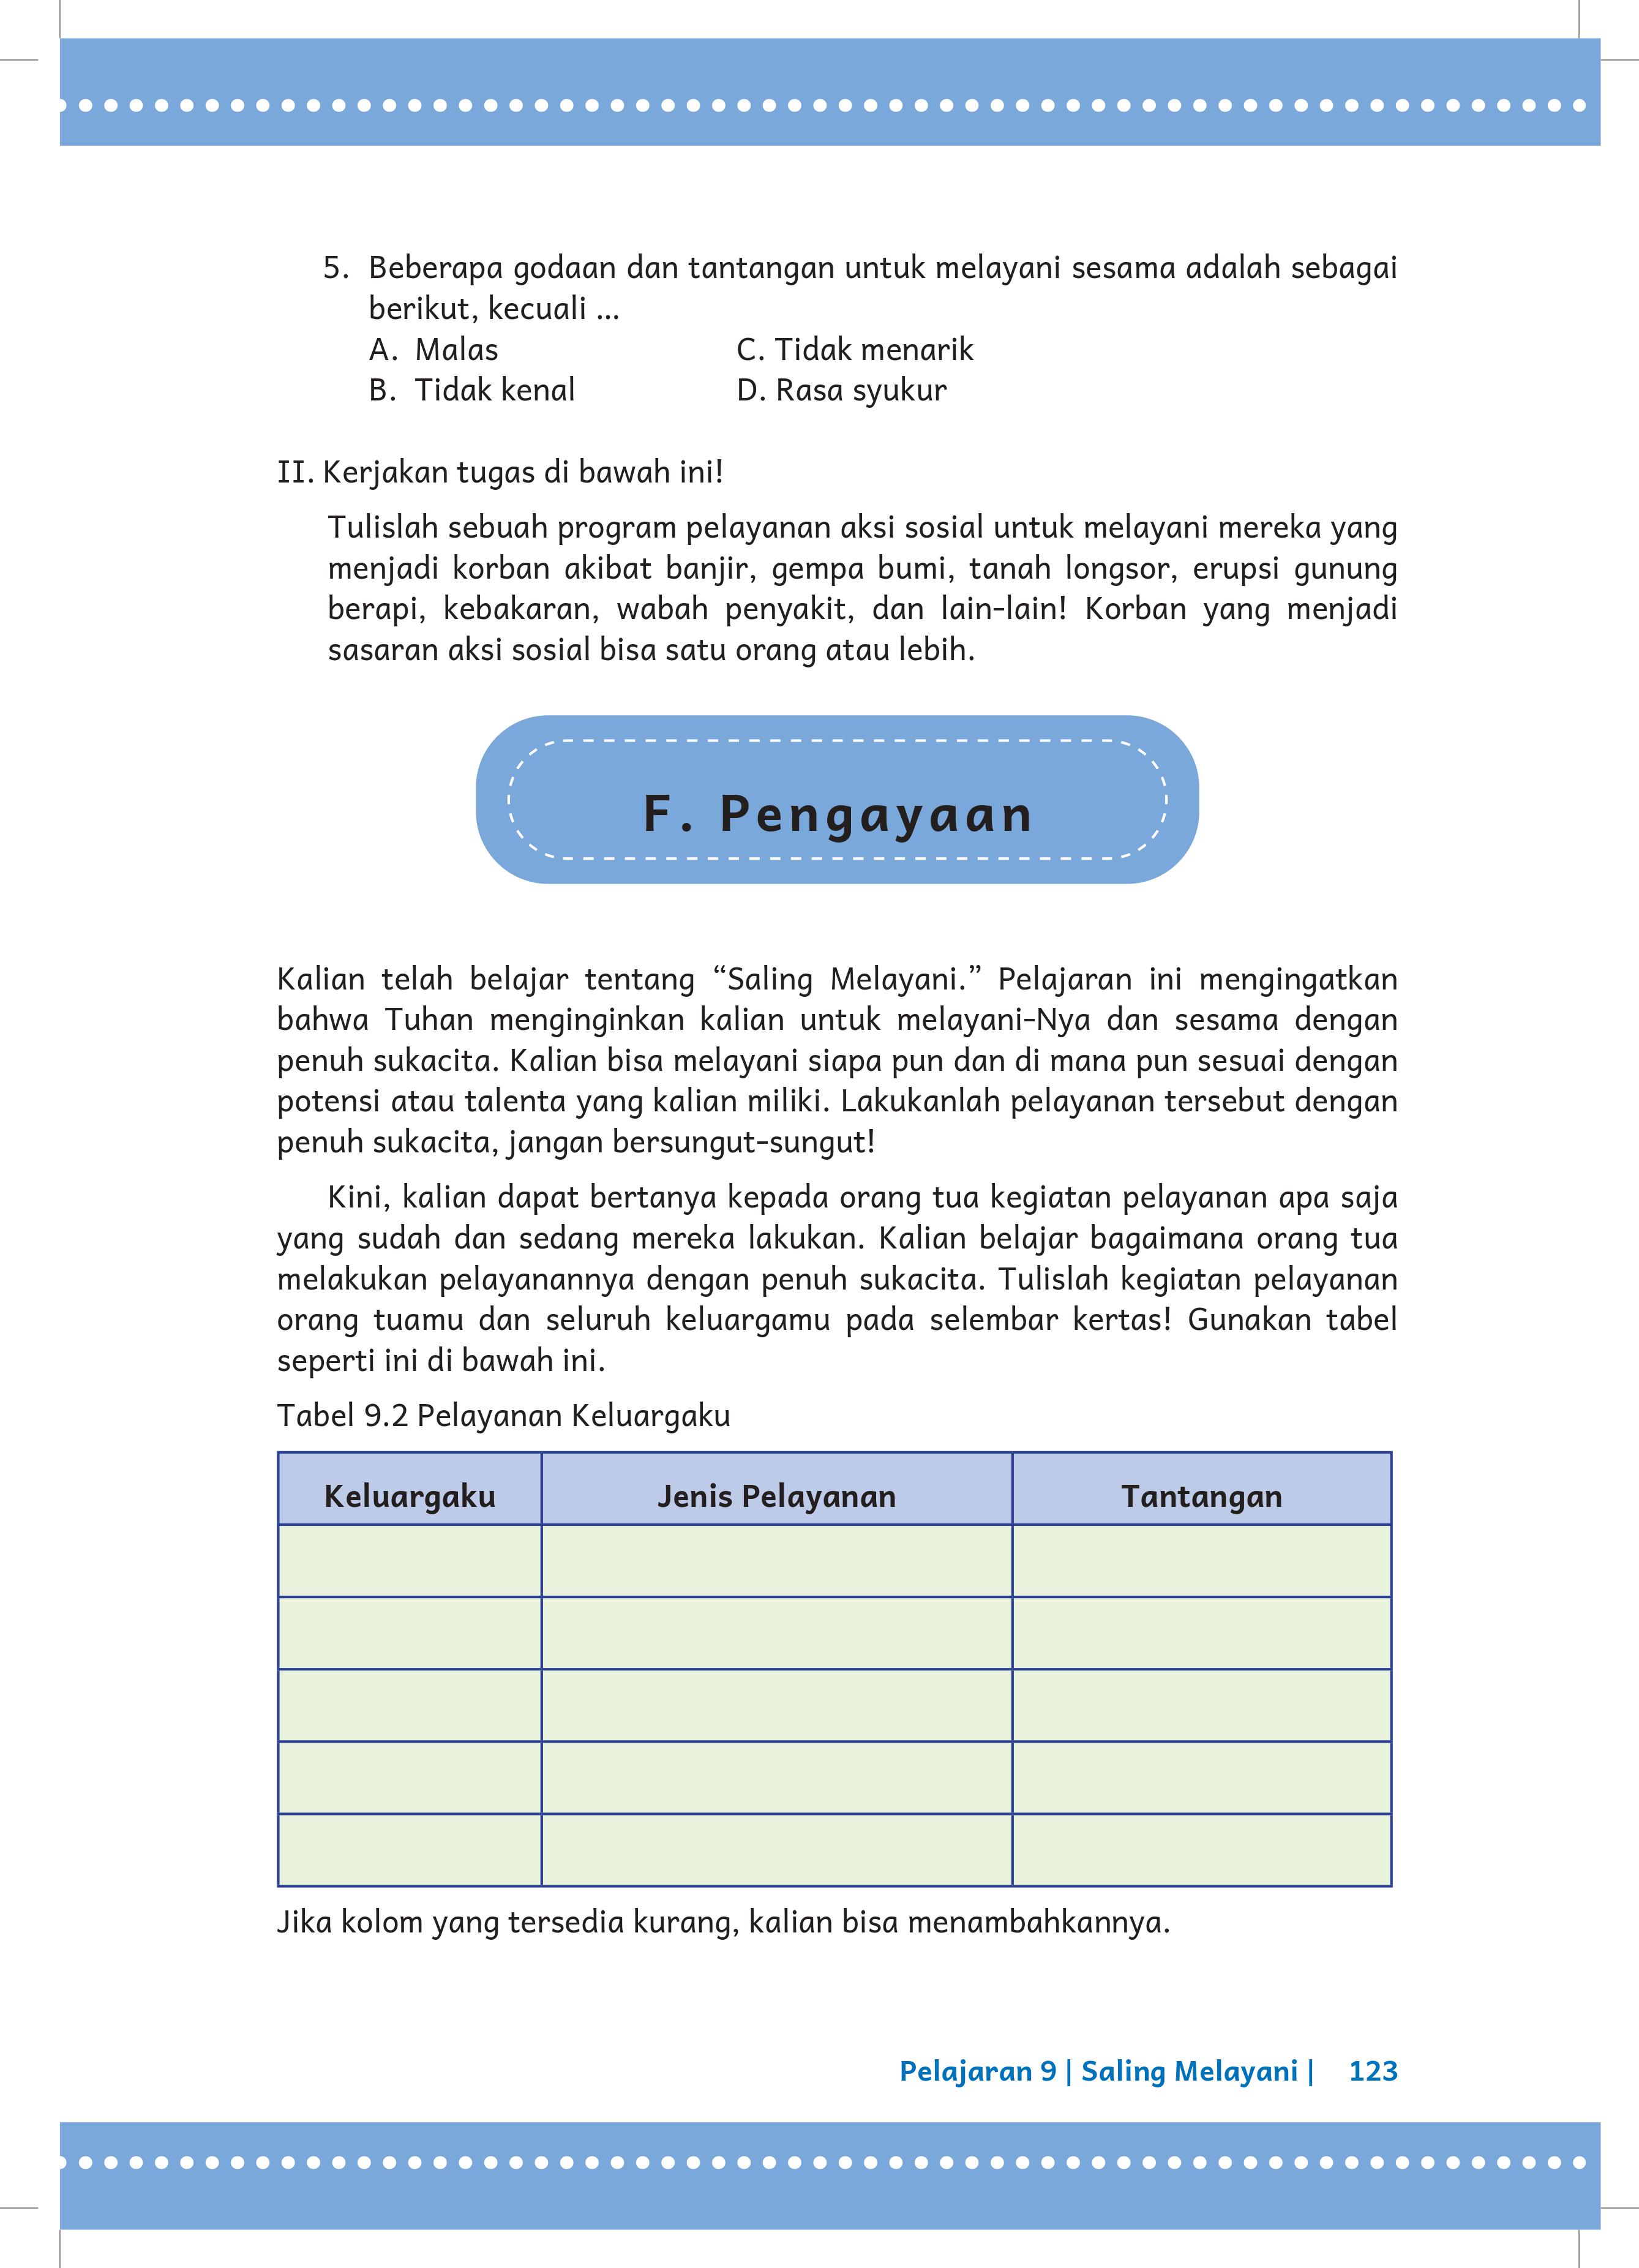 5. Beberapa godaan dan tantangan untuk melayani sesama adalah sebagai
berikut, kecuali ...
A. Malas C. Tidak menarik
B. Tidak kenal D. Rasa syukur
II. Kerjakan tugas di bawah ini!
Tulislah sebuah program pelayanan aksi sosial untuk melayani mereka yang
menjadi korban akibat banjir, gempa bumi, tanah longsor, erupsi gunung
berapi, kebakaran, wabah penyakit, dan lain-lain! Korban yang menjadi
sasaran aksi sosial bisa satu orang atau lebih.
F. Pengayaan
Kalian telah belajar tentang “Saling Melayani.” Pelajaran ini mengingatkan
bahwa Tuhan menginginkan kalian untuk melayani-Nya dan sesama dengan
penuh sukacita. Kalian bisa melayani siapa pun dan di mana pun sesuai dengan
potensi atau talenta yang kalian miliki. Lakukanlah pelayanan tersebut dengan
penuh sukacita, jangan bersungut-sungut!
Kini, kalian dapat bertanya kepada orang tua kegiatan pelayanan apa saja
yang sudah dan sedang mereka lakukan. Kalian belajar bagaimana orang tua
melakukan pelayanannya dengan penuh sukacita. Tulislah kegiatan pelayanan
orang tuamu dan seluruh keluargamu pada selembar kertas! Gunakan tabel
seperti ini di bawah ini.
Tabel 9.2 Pelayanan Keluargaku
Keluargaku Jenis Pelayanan Tantangan
Jika kolom yang tersedia kurang, kalian bisa menambahkannya.
Pelajaran 9 | Saling Melayani | 123